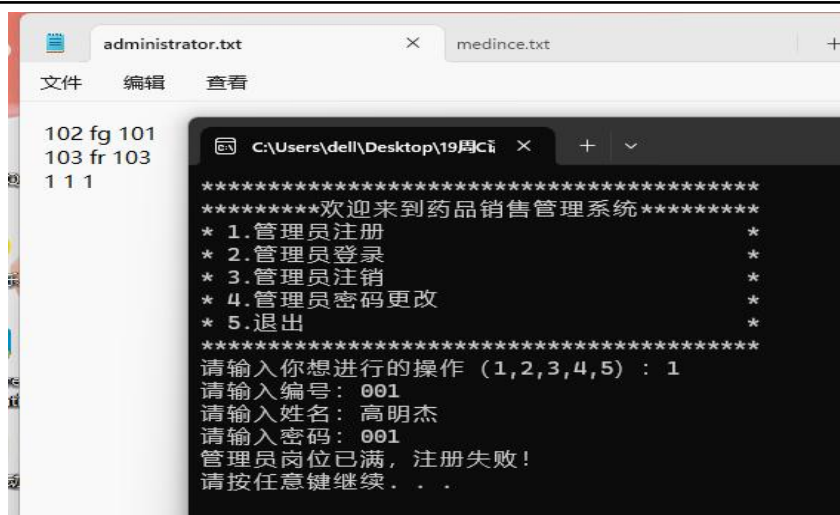 administrator.txt
medince.txt
文件 编辑 查看
102 fg 101
103 fr 103
1 1 1
C:\Users\dell\Desktop\19周C
******************************************
*********欢迎来到药品销售管理系统*********
* 1.管理员注册 *
* 2.管理员登录 *
* 3.管理员注销 *
* 4.管理员密码更改 *
* 5.退出 *
******************************************
请输入你想进行的操作 (1,2,3,4,5) : 1
请输入编号: 001
请输入姓名: 高明杰
请输入密码: 001
管理员岗位已满, 注册失败!
请按任意键继续. . .